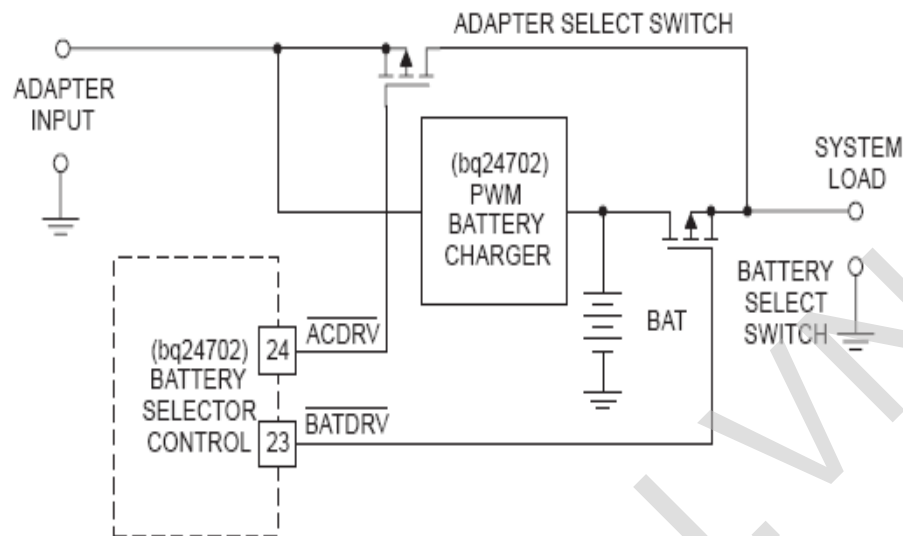 ADAPTER SELECT SWITCH
ADAPTER
INPUT
(bq24702)
PWM
BATTERY
CHARGER
SYSTEM
LOAD
BAT
BATTERY
SELECT
SWITCH
(bq24702)
BATTERY
SELECTOR
CONTROL
24
ACDRV
23
BATDRV
.VN